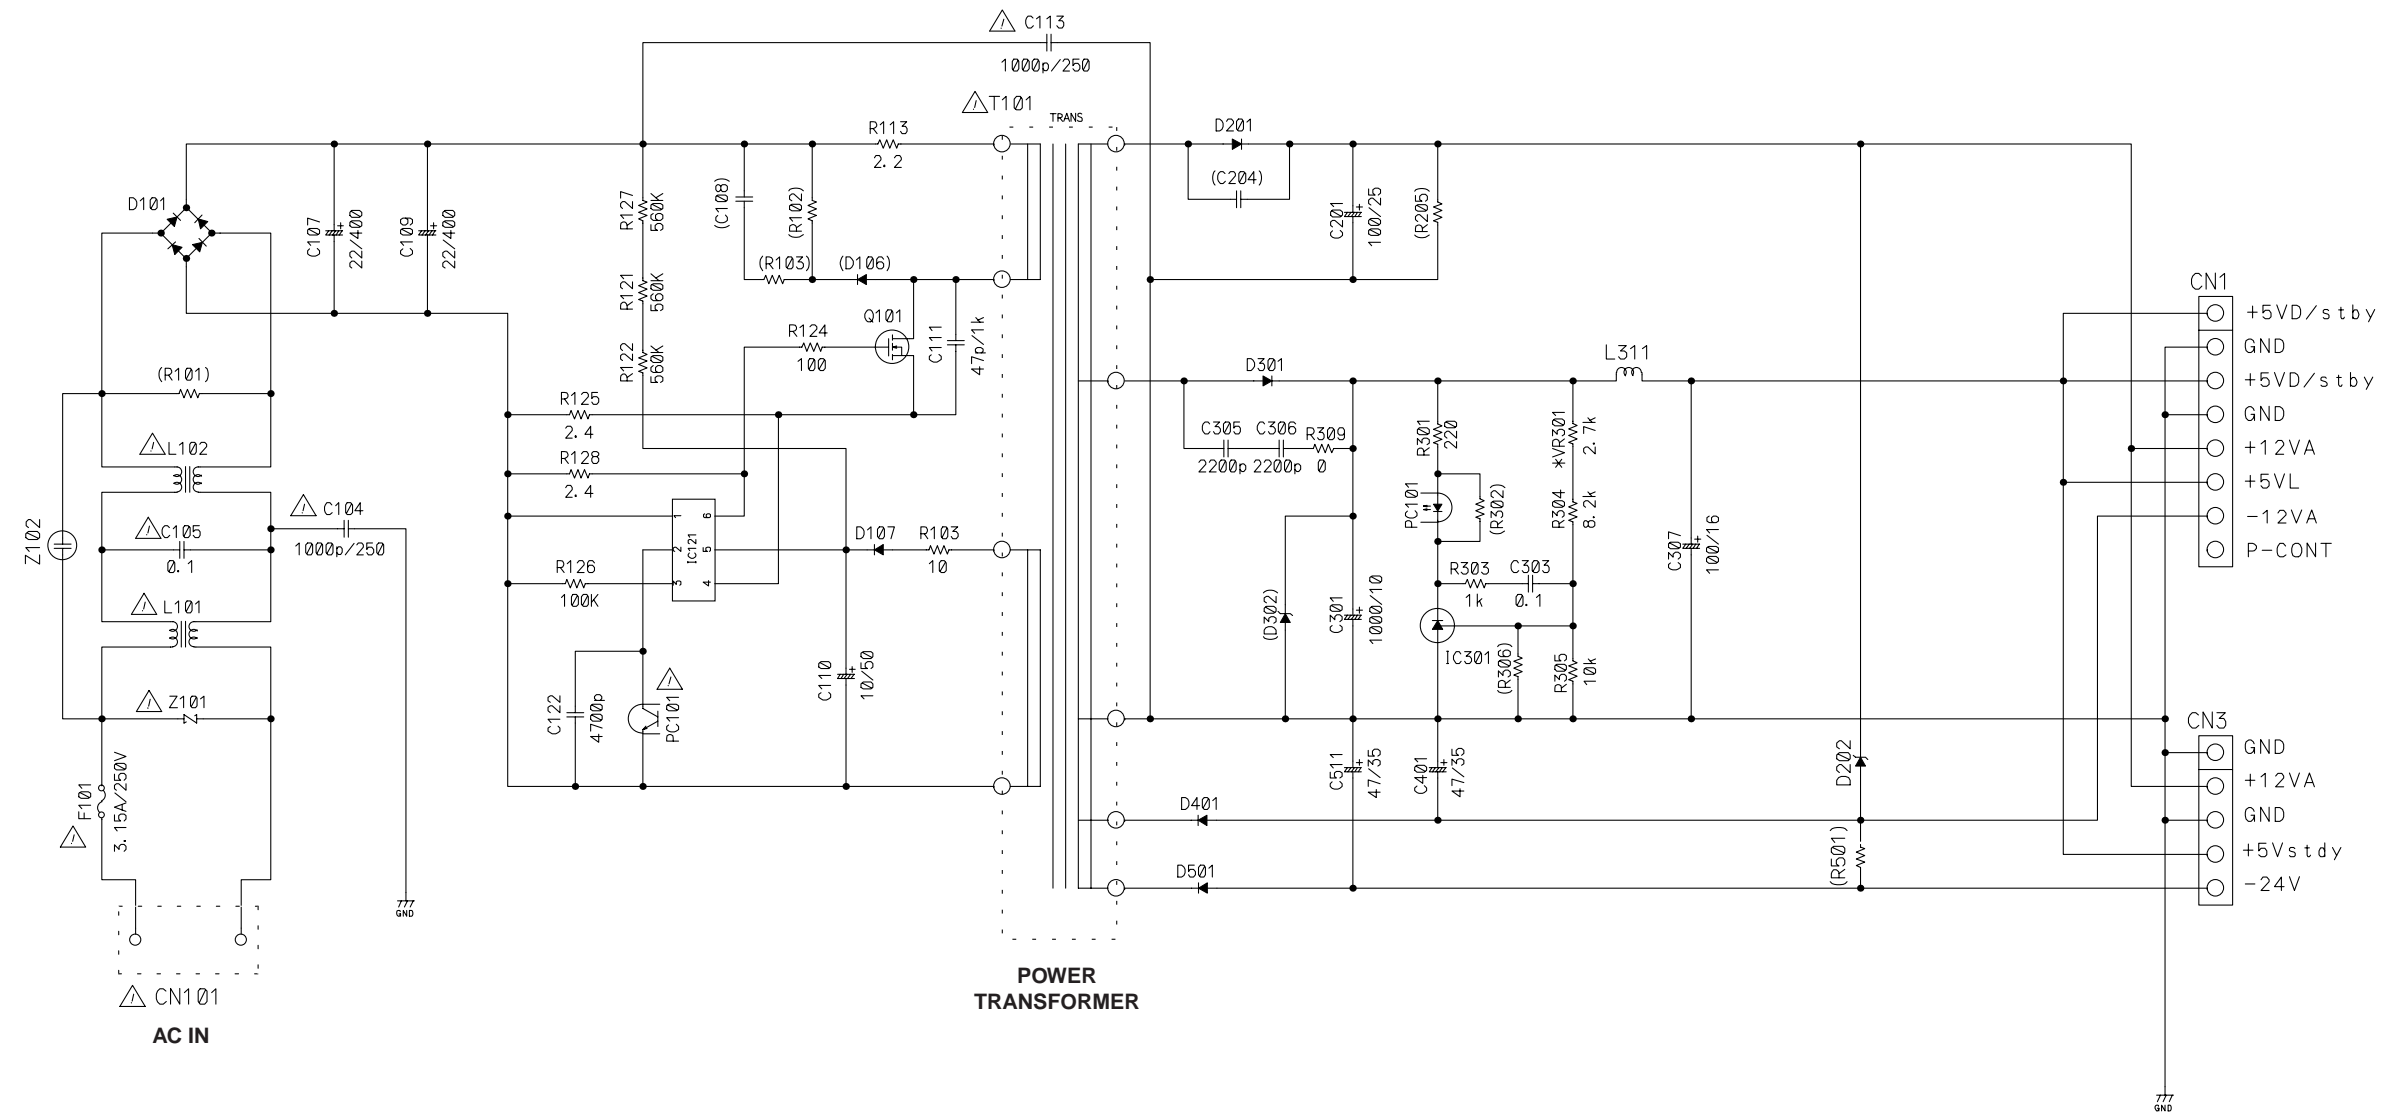 C113
1000p/250
T101
TRANS
R113
2.2
D201
(C204)
D101
C107
22/400
C109
22/400
R127
560K
(C108)
(R102)
C201
100/25
(R205)
(R103)
(D106)
R121
560K
CN1
+5VD/stby
GND
+5VD/stby
GND
+12VA
+5VL
-12VA
P-CONT
Q101
R124
100
C111
47p/1k
R122
560K
(R101)
R125
2.4
R128
2.4
D301
L311
C305
2200p
C306
2200p
R309
0
R301
220
*VR301
2.7k
PC101
(R302)
R304
8.2k
L102
C104
1000p/250
C105
0.1
Z102
1
2
3
IC121
6
5
4
D107
R103
10
R126
100K
C307
100/16
R303
1k
C303
0.1
(D302)
C301
1000/10
IC301
(R306)
R305
10k
L101
Z101
C122
4700p
PC101
C110
10/50
F101
3.15A/250V
C511
47/35
C401
47/35
D202
CN3
GND
+12VA
GND
+5Vstdy
-24V
D401
D501
(R501)
GND
CN101
AC IN
POWER
TRANSFORMER
GND